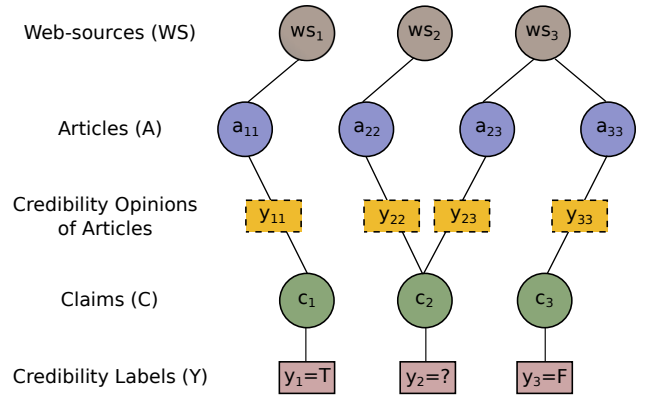 Web-sources (WS) ws₁ ws₂ ws₃
Articles (A) a₁₁ a₂₂ a₂₃ a₃₃
Credibility Opinions
of Articles
y₁₁ y₂₂ y₂₃ y₃₃
Claims (C) c₁ c₂ c₃
Credibility Labels (Y) y₁=T y₂=? y₃=F